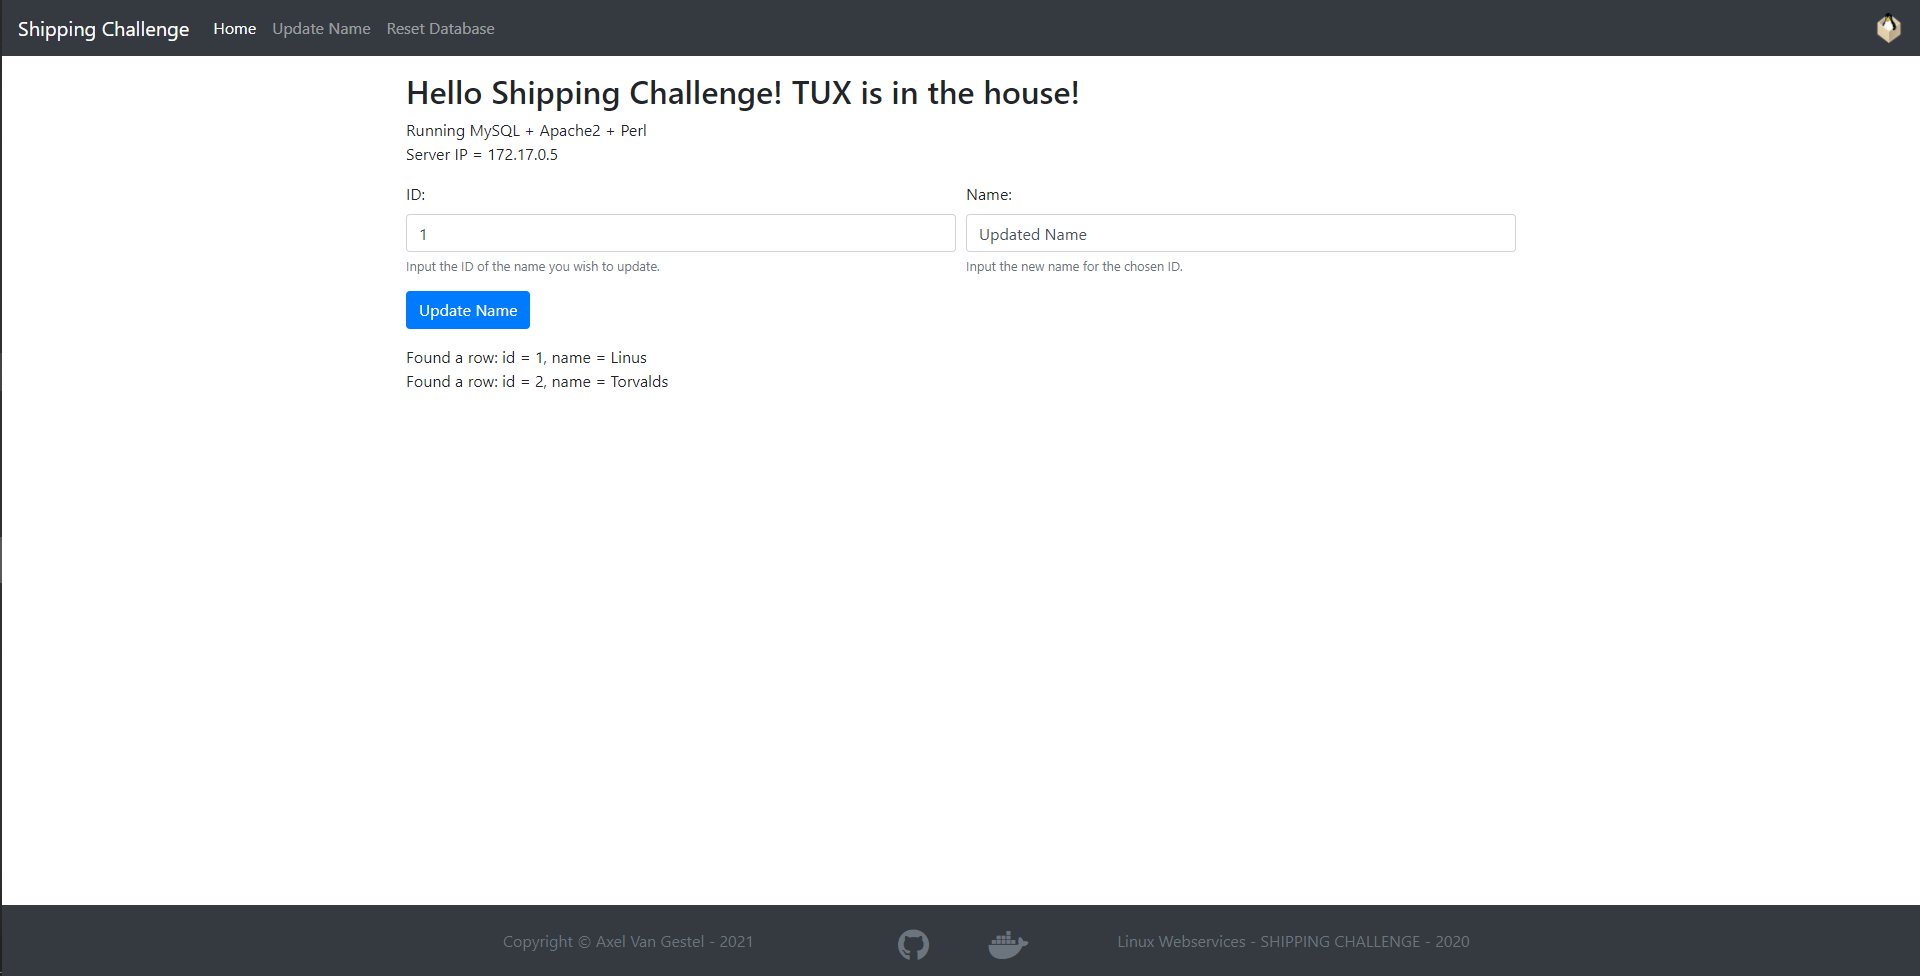 Shipping Challenge Home Update Name Reset Database
Hello Shipping Challenge! TUX is in the house!
Running MySQL + Apache2 + Perl
Server IP = 172.17.0.5
ID: Name:
1 Updated Name
Input the ID of the name you wish to update. Input the new name for the chosen ID.
Update Name
Found a row: id = 1, name = Linus
Found a row: id = 2, name = Torvalds
Copyright © Axel Van Gestel - 2021 Linux Webservices - SHIPPING CHALLENGE - 2020